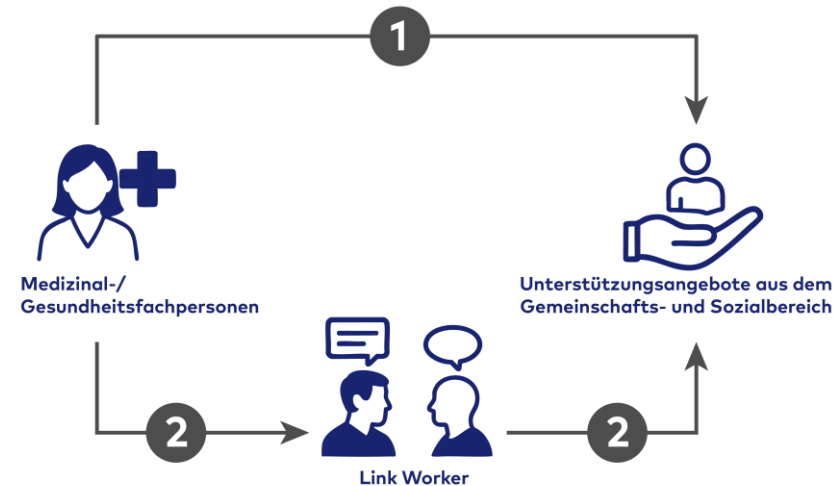 1
Medizinal-/
Gesundheitsfachpersonen
Unterstützungsangebote aus dem
Gemeinschafts- und Sozialbereich
2
2
Link Worker